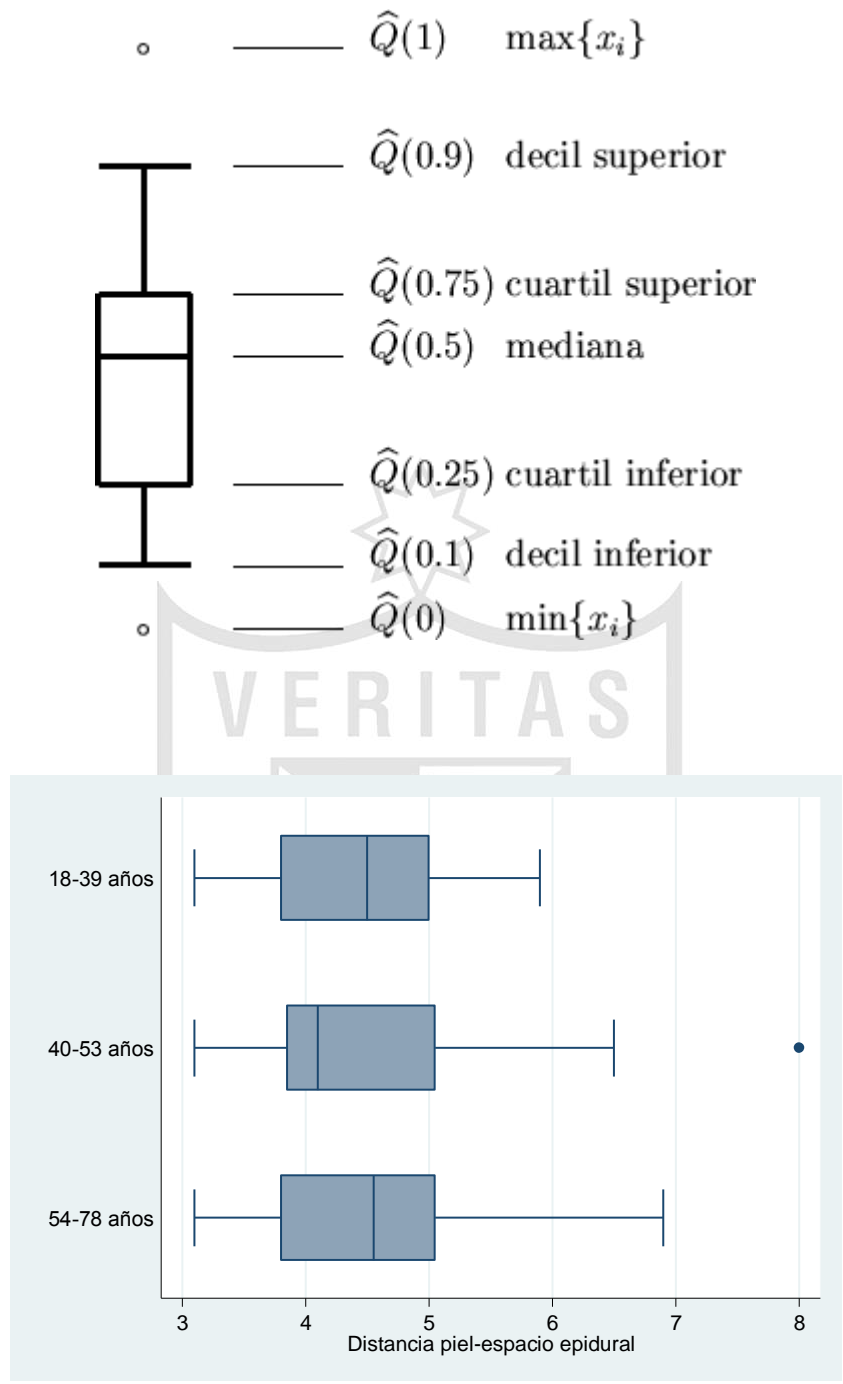 Q̂(1) max{xᵢ}
Q̂(0.9) decil superior
Q̂(0.75) cuartil superior
Q̂(0.5) mediana
Q̂(0.25) cuartil inferior
Q̂(0.1) decil inferior
Q̂(0) min{xᵢ}
VERITAS
18-39 años
40-53 años
54-78 años
3 4 5 6 7 8
Distancia piel-espacio epidural